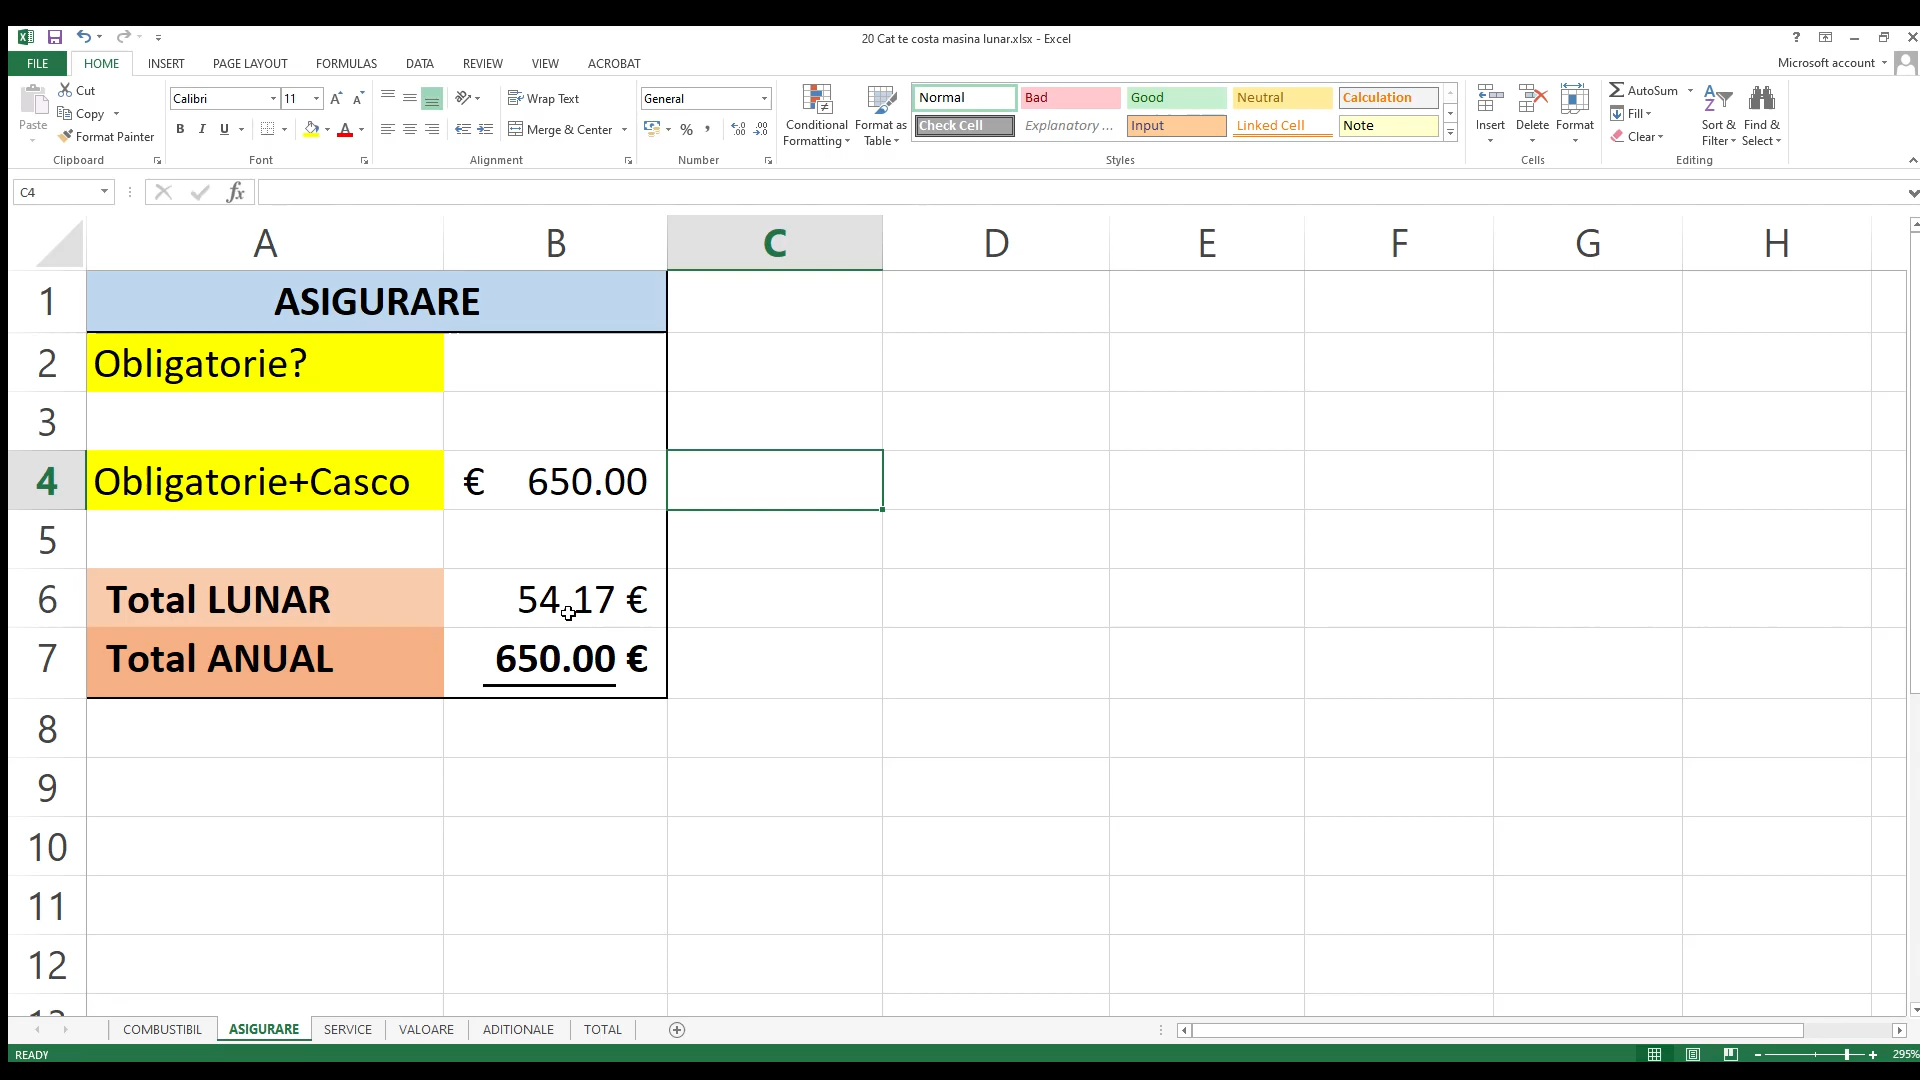 20 Cat te costa masina lunar.xlsx - Excel
?
FILE HOME INSERT PAGE LAYOUT FORMULAS DATA REVIEW VIEW ACROBAT
Microsoft account
Paste
Cut
Copy
Format Painter
Clipboard
Calibri 11
B I U
Font
Wrap Text
Merge & Center
Alignment
General
%
Number
Conditional Formatting
Format as Table
Normal Bad Good Neutral Calculation
Check Cell Explanatory ... Input Linked Cell Note
Styles
Insert Delete Format
Cells
AutoSum
Fill
Clear
Sort & Filter
Find & Select
Editing
C4
fx
A B C D E F G H
1 ASIGURARE
2 Obligatorie?
3
4 Obligatorie+Casco € 650.00
5
6 Total LUNAR 54.17 €
7 Total ANUAL 650.00 €
8
9
10
11
12
13
COMBUSTIBIL ASIGURARE SERVICE VALOARE ADITIONALE TOTAL
READY
295%